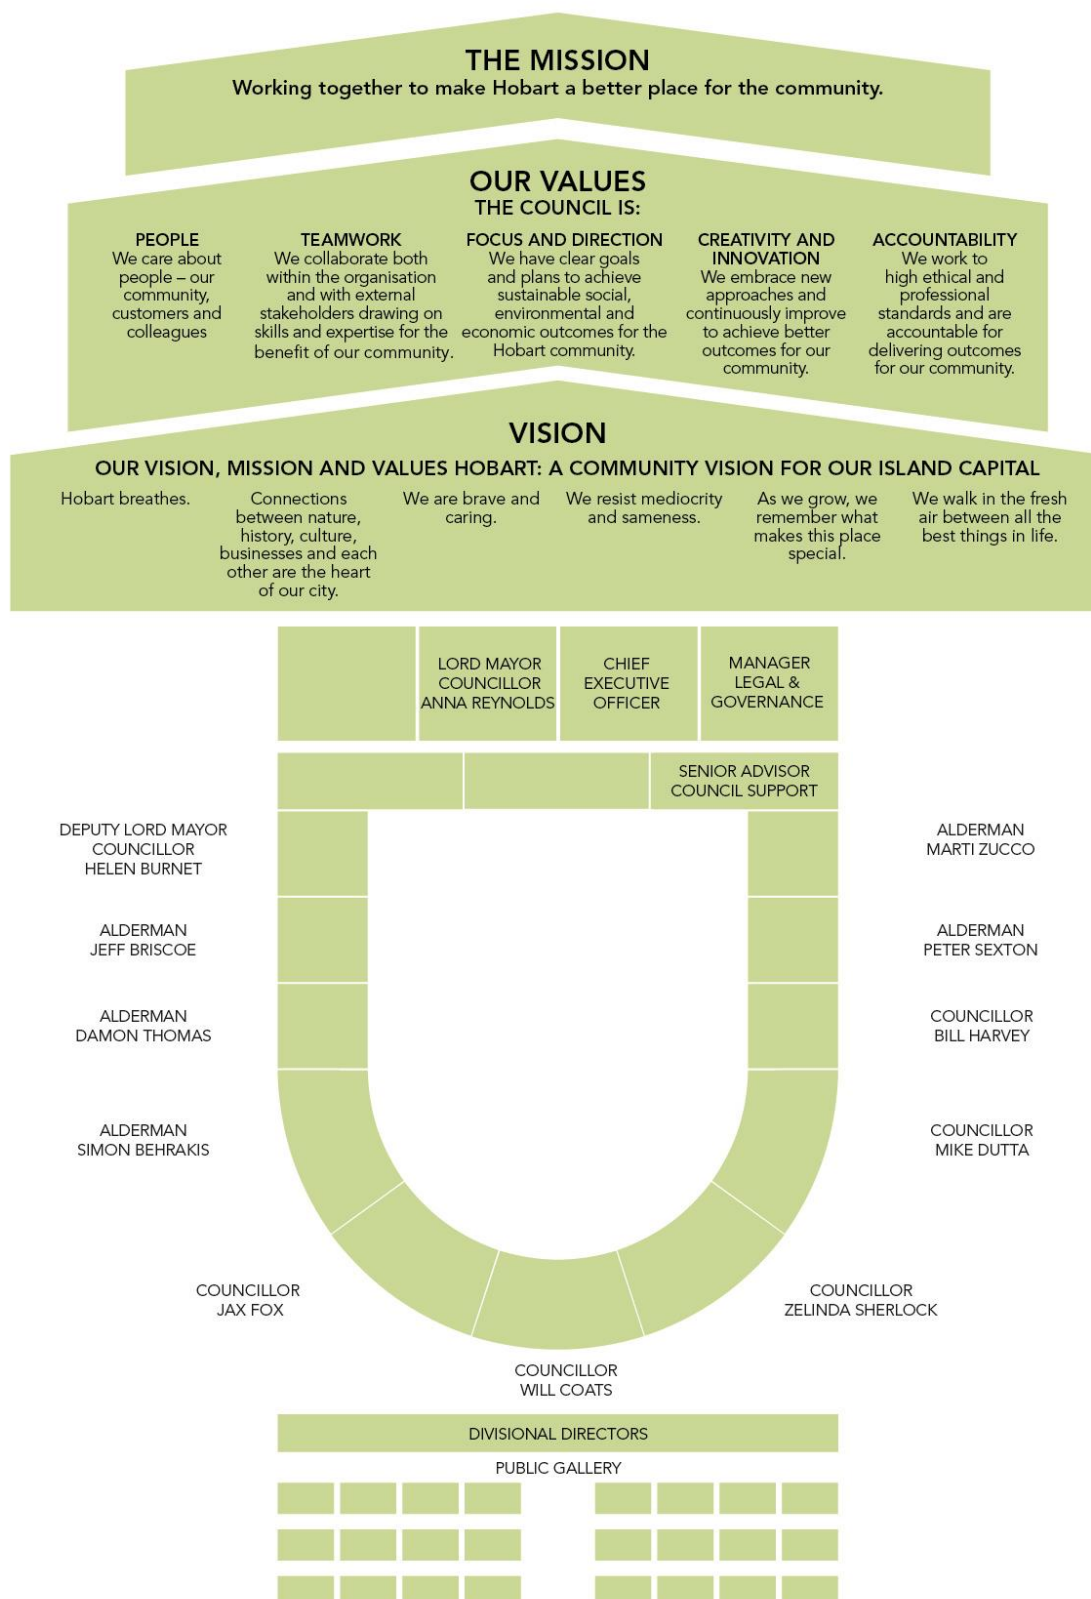 THE MISSION
Working together to make Hobart a better place for the community.
OUR VALUES
THE COUNCIL IS:
PEOPLE
We care about
people – our
community,
customers and
colleagues
TEAMWORK
We collaborate both
within the organisation
and with external
stakeholders drawing on
skills and expertise for the
benefit of our community.
FOCUS AND DIRECTION
We have clear goals
and plans to achieve
sustainable social,
environmental and
economic outcomes for the
Hobart community.
CREATIVITY AND
INNOVATION
We embrace new
approaches and
continuously improve
to achieve better
outcomes for our
community.
ACCOUNTABILITY
We work to
high ethical and
professional
standards and are
accountable for
delivering outcomes
for our community.
VISION
OUR VISION, MISSION AND VALUES HOBART: A COMMUNITY VISION FOR OUR ISLAND CAPITAL
Hobart breathes.
Connections
between nature,
history, culture,
businesses and each
other are the heart
of our city.
We are brave and
caring.
We resist mediocrity
and sameness.
As we grow, we
remember what
makes this place
special.
We walk in the fresh
air between all the
best things in life.
LORD MAYOR
COUNCILLOR
ANNA REYNOLDS
CHIEF
EXECUTIVE
OFFICER
MANAGER
LEGAL &
GOVERNANCE
SENIOR ADVISOR
COUNCIL SUPPORT
DEPUTY LORD MAYOR
COUNCILLOR
HELEN BURNET
ALDERMAN
MARTI ZUCCO
ALDERMAN
JEFF BRISCOE
ALDERMAN
PETER SEXTON
ALDERMAN
DAMON THOMAS
COUNCILLOR
BILL HARVEY
ALDERMAN
SIMON BEHRAKIS
COUNCILLOR
MIKE DUTTA
COUNCILLOR
JAX FOX
COUNCILLOR
ZELINDA SHERLOCK
COUNCILLOR
WILL COATS
DIVISIONAL DIRECTORS
PUBLIC GALLERY